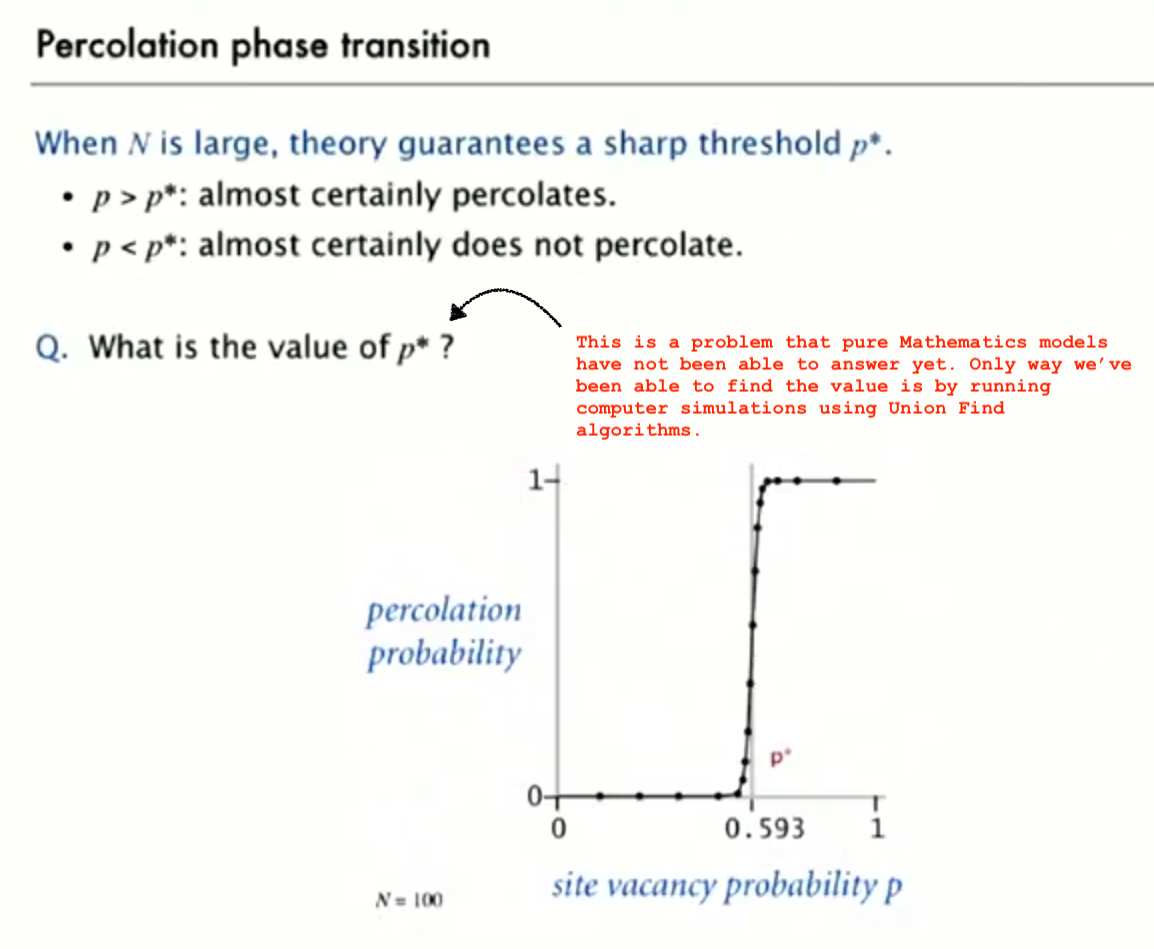 Percolation phase transition
When N is large, theory guarantees a sharp threshold p*.
• p > p*: almost certainly percolates.
• p < p*: almost certainly does not percolate.
Q. What is the value of p* ?
This is a problem that pure Mathematics models
have not been able to answer yet. Only way we've
been able to find the value is by running
computer simulations using Union Find
algorithms.
1
percolation
probability
p*
0
0 0.593 1
site vacancy probability p
N = 100